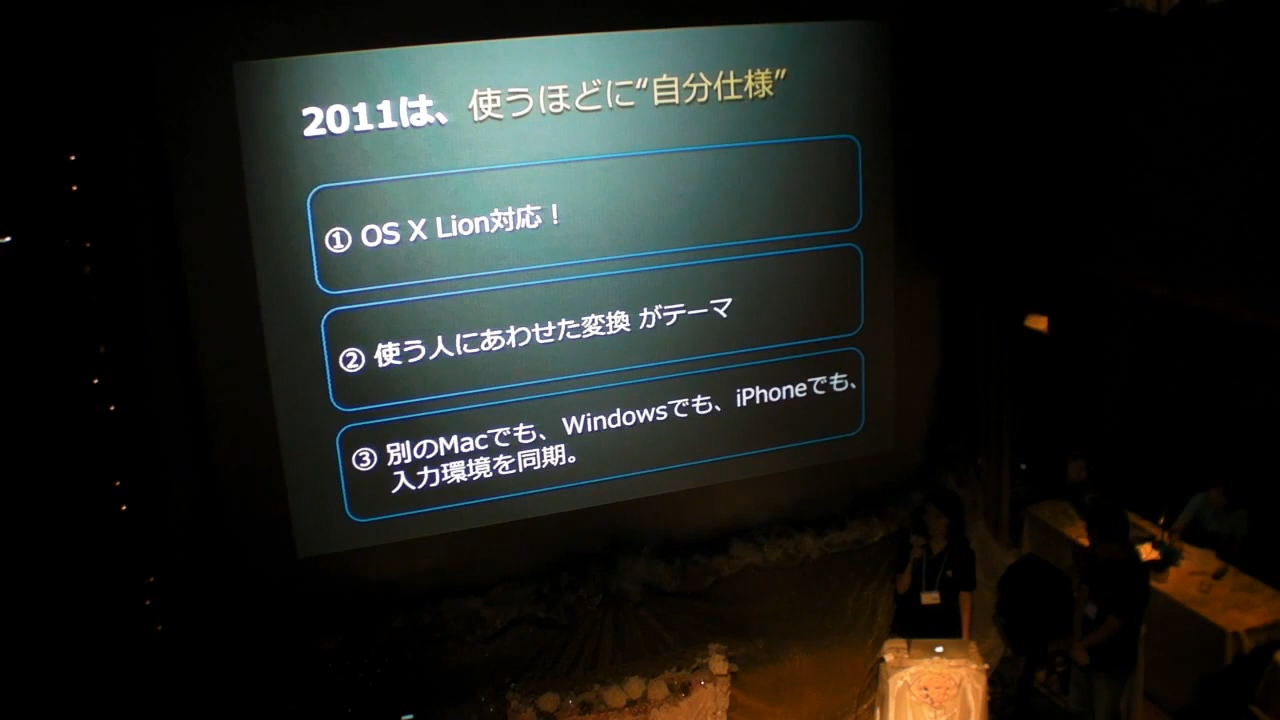 2011は、使うほどに“自分仕様”
① OS X Lion対応！
② 使う人にあわせた変換 がテーマ
③ 別のMacでも、Windowsでも、iPhoneでも、
入力環境を同期。